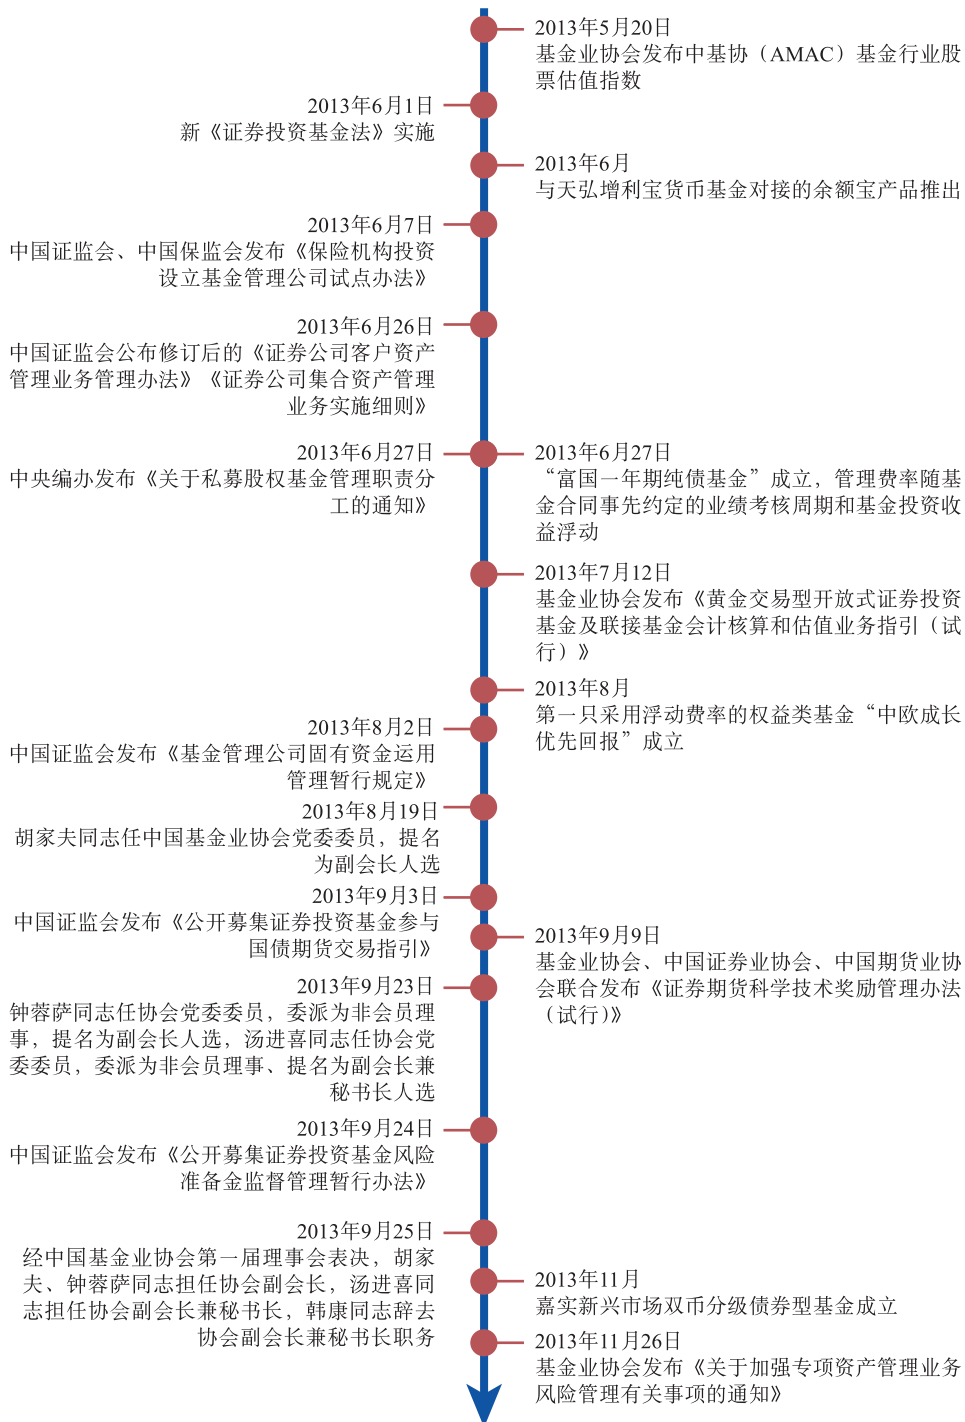 2013年5月20日
基金业协会发布中基协（AMAC）基金行业股
票估值指数
2013年6月1日
新《证券投资基金法》实施
2013年6月
与天弘增利宝货币基金对接的余额宝产品推出
2013年6月7日
中国证监会、中国保监会发布《保险机构投资
设立基金管理公司试点办法》
2013年6月26日
中国证监会公布修订后的《证券公司客户资产
管理业务管理办法》《证券公司集合资产管理
业务实施细则》
2013年6月27日
中央编办发布《关于私募股权基金管理职责分
工的通知》
2013年6月27日
“富国一年期纯债基金”成立，管理费率随基
金合同事先约定的业绩考核周期和基金投资收
益浮动
2013年7月12日
基金业协会发布《黄金交易型开放式证券投资
基金及联接基金会计核算和估值业务指引（试
行）》
2013年8月
第一只采用浮动费率的权益类基金“中欧成长
优先回报”成立
2013年8月2日
中国证监会发布《基金管理公司固有资金运用
管理暂行规定》
2013年8月19日
胡家夫同志任中国基金业协会党委委员，提名
为副会长人选
2013年9月3日
中国证监会发布《公开募集证券投资基金参与
国债期货交易指引》
2013年9月9日
基金业协会、中国证券业协会、中国期货业协
会联合发布《证券期货科学技术奖励管理办法
（试行）》
2013年9月23日
钟蓉萨同志任协会党委委员，委派为非会员理
事，提名为副会长人选，汤进喜同志任协会党
委委员，委派为非会员理事、提名为副会长兼
秘书长人选
2013年9月24日
中国证监会发布《公开募集证券投资基金风险
准备金监督管理暂行办法》
2013年9月25日
经中国基金业协会第一届理事会表决，胡家
夫、钟蓉萨同志担任协会副会长，汤进喜同
志担任协会副会长兼秘书长，韩康同志辞去
协会副会长兼秘书长职务
2013年11月
嘉实新兴市场双币分级债券型基金成立
2013年11月26日
基金业协会发布《关于加强专项资产管理业务
风险管理有关事项的通知》